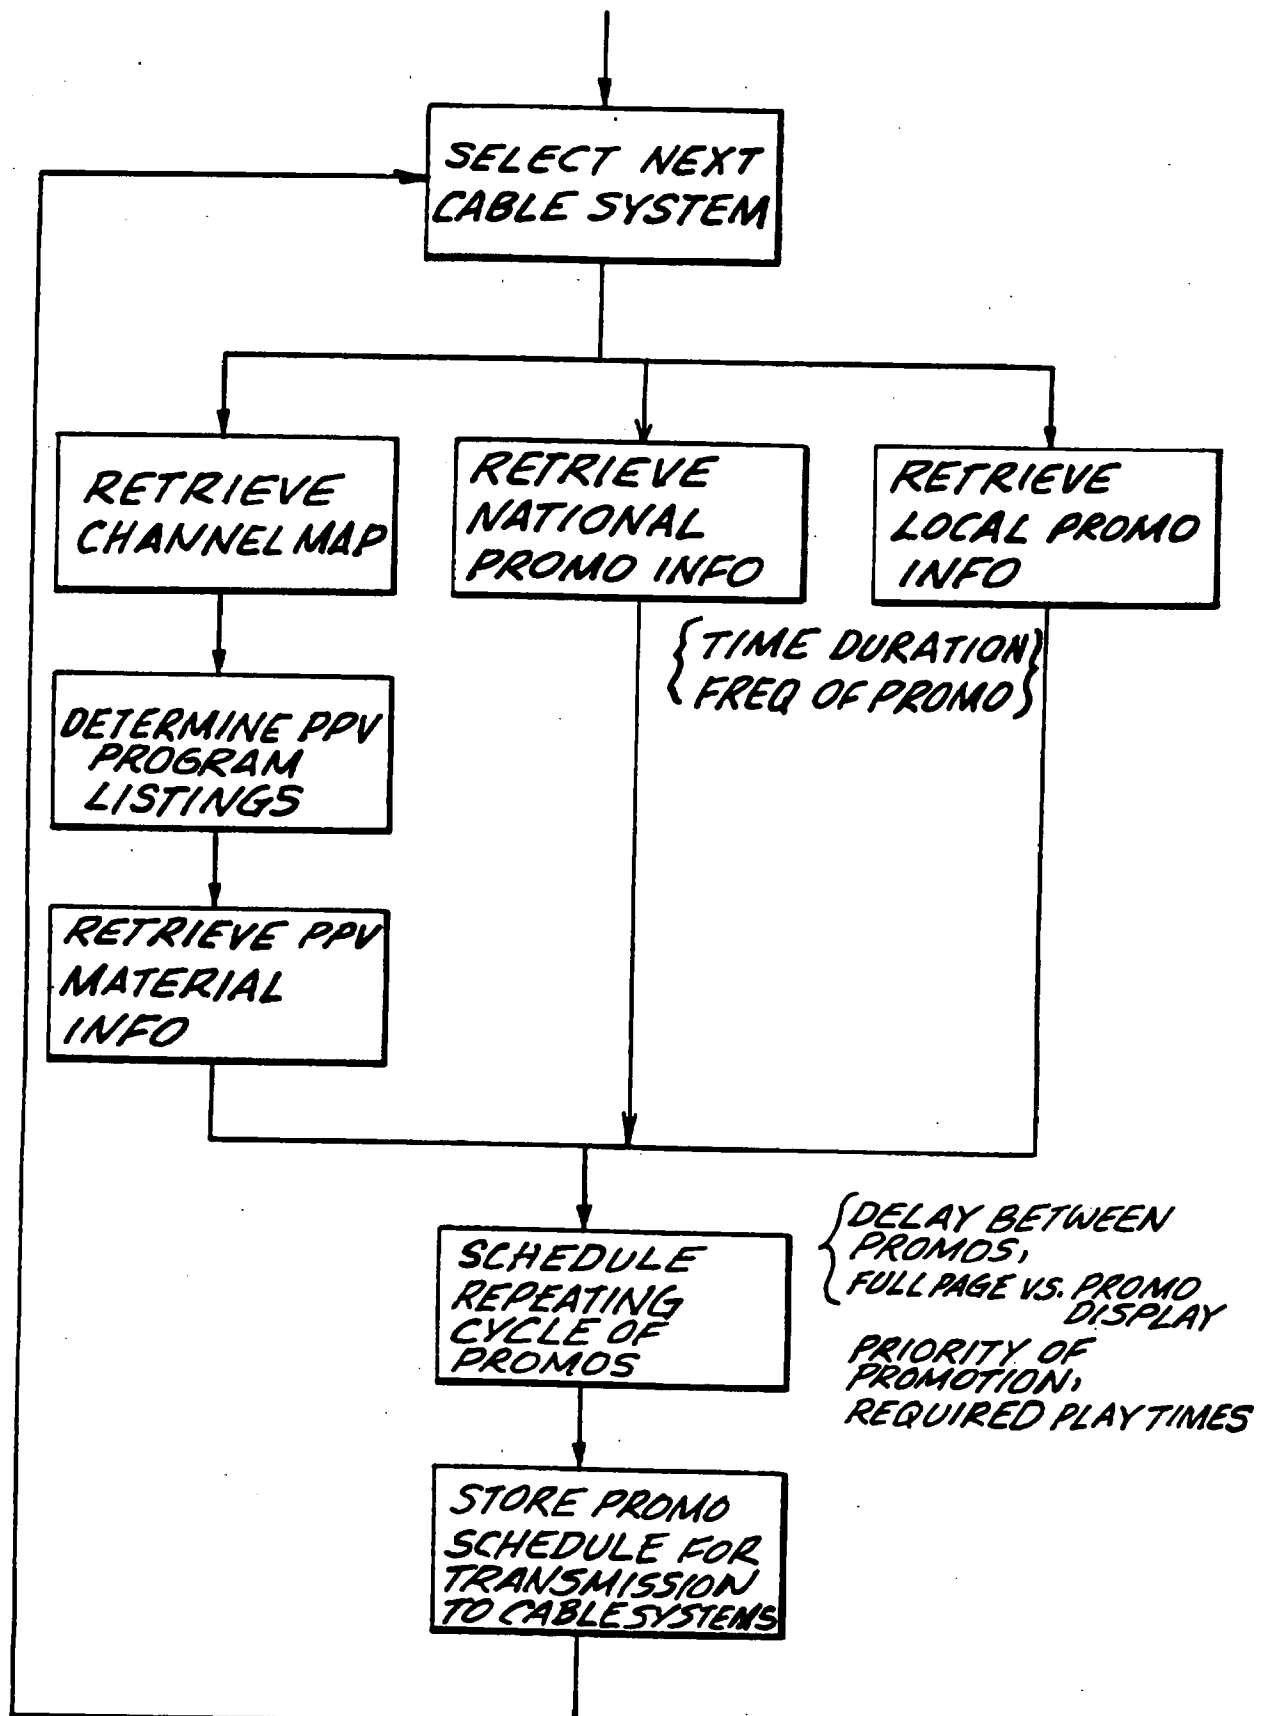 SELECT NEXT
CABLE SYSTEM
RETRIEVE
CHANNEL MAP
RETRIEVE
NATIONAL
PROMO INFO
RETRIEVE
LOCAL PROMO
INFO
{TIME DURATION}
{FREQ OF PROMO}
DETERMINE PPV
PROGRAM
LISTINGS
RETRIEVE PPV
MATERIAL
INFO
SCHEDULE
REPEATING
CYCLE OF
PROMOS
{DELAY BETWEEN
PROMOS,
FULL PAGE VS. PROMO
DISPLAY
PRIORITY OF
PROMOTION,
REQUIRED PLAY TIMES
STORE PROMO
SCHEDULE FOR
TRANSMISSION
TO CABLE SYSTEMS